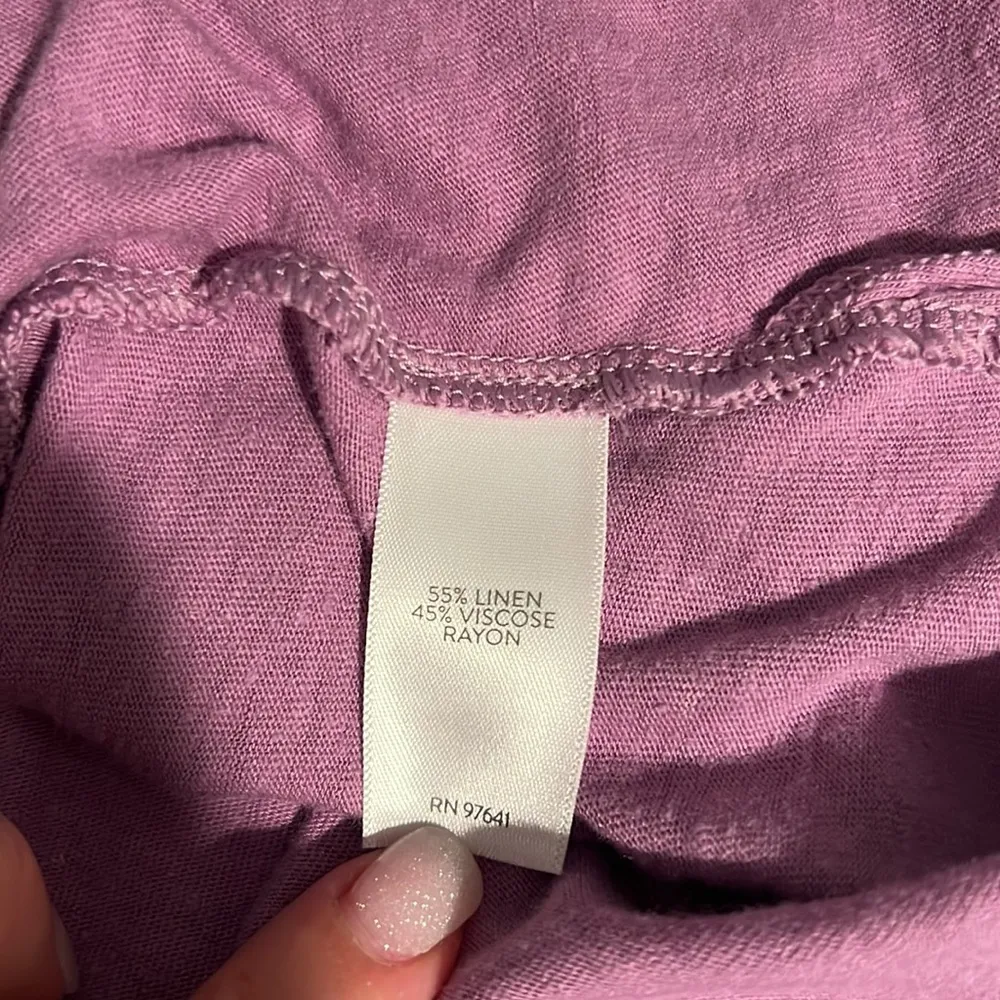 55% LINEN
45% VISCOSE
RAYON
RN 97641